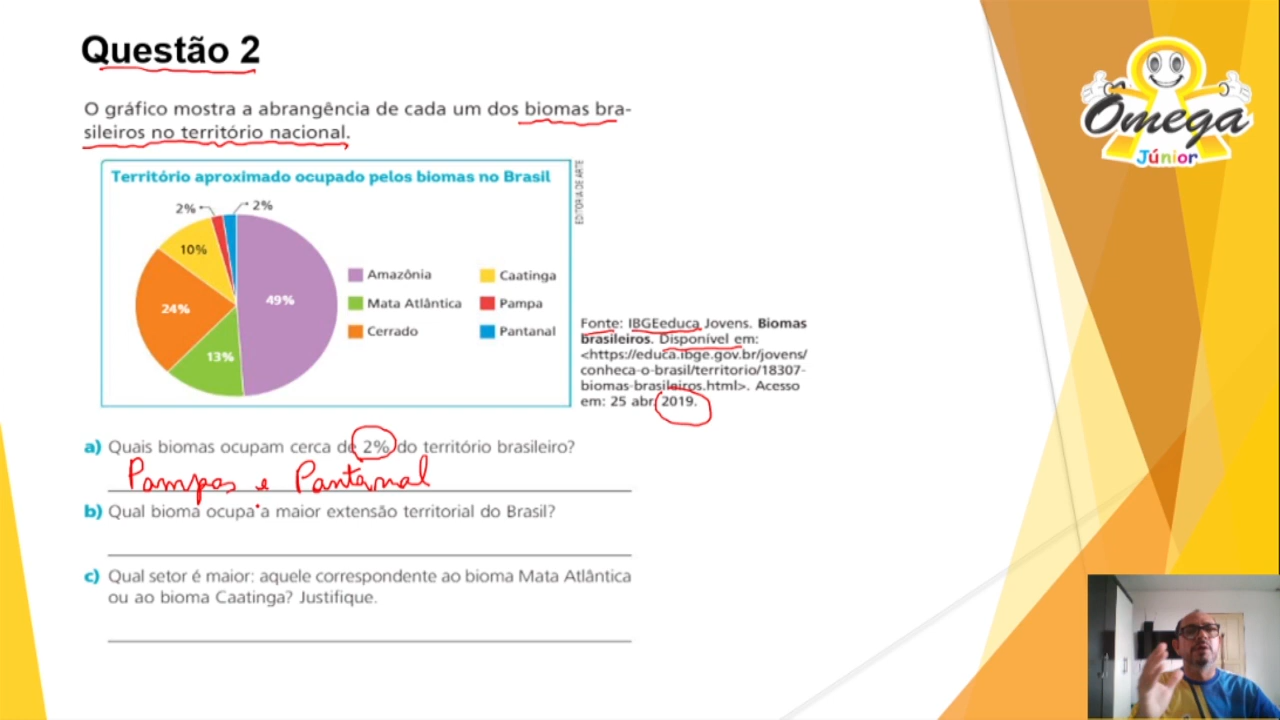 Questão 2
O gráfico mostra a abrangência de cada um dos biomas bra-
sileiros no território nacional.
Território aproximado ocupado pelos biomas no Brasil
2%
2%
10%
24%
49%
13%
Amazônia
Caatinga
Mata Atlântica
Pampa
Cerrado
Pantanal
EDITORIA DE ARTE
Fonte: IBGEeduca Jovens. Biomas
brasileiros. Disponível em:
<https://educa.ibge.gov.br/jovens/
conheca-o-brasil/territorio/18307-
biomas-brasileiros.html>. Acesso
em: 25 abr. 2019.
a) Quais biomas ocupam cerca de 2% do território brasileiro?
Pampas e Pantanal
b) Qual bioma ocupa a maior extensão territorial do Brasil?
c) Qual setor é maior: aquele correspondente ao bioma Mata Atlântica
ou ao bioma Caatinga? Justifique.
Ômega
Júnior